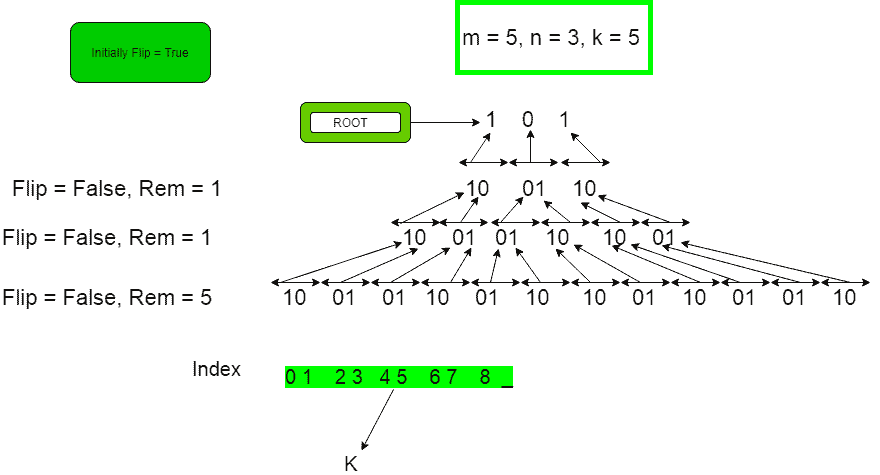 Initially Flip = True
m = 5, n = 3, k = 5
ROOT
1 0 1
Flip = False, Rem = 1 10 01 10
Flip = False, Rem = 1 10 01 01 10 10 01
Flip = False, Rem = 5 10 01 01 10 01 10 10 01 10 01 01 10
Index 0 1 2 3 4 5 6 7 8 _
K